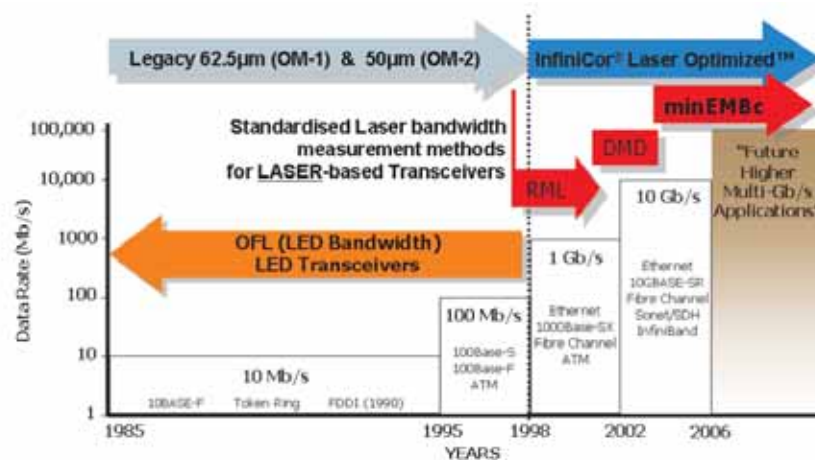 Legacy 62.5µm (OM-1) & 50µm (OM-2)
InfiniCor® Laser Optimized™
minEMBc
Standardised Laser bandwidth
measurement methods
for LASER-based Transceivers
DMD
RML
"Future
Higher
Multi-Gb/s
Applications"
OFL (LED Bandwidth)
LED Transceivers
Data Rate (Mb/s)
100,000
10,000
1000
100
10
1
10 Mb/s
10BASE-F
Token Ring
FDDI (1990)
100 Mb/s
100Base-S
100Base-F
ATM
1 Gb/s
Ethernet
1000Base-SX
Fibre Channel
ATM
10 Gb/s
Ethernet
10GBASE-SR
Fibre Channel
Sonet/SDH
InfiniBand
1985
1995
1998
2002
2006
YEARS